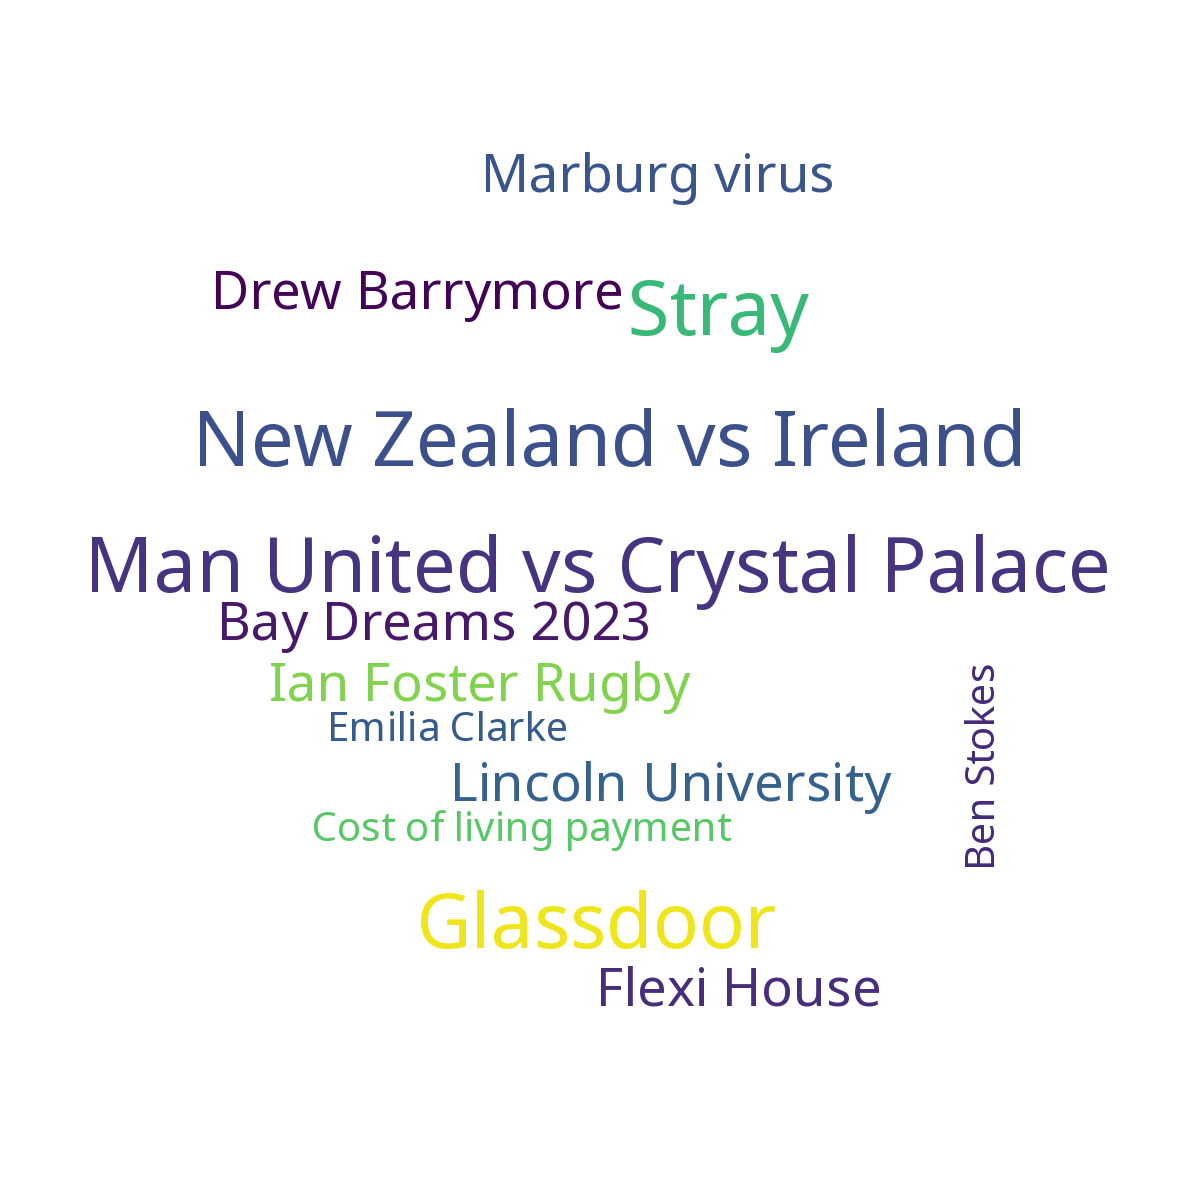 Marburg virus
Drew Barrymore
Stray
New Zealand vs Ireland
Man United vs Crystal Palace
Bay Dreams 2023
Ian Foster Rugby
Emilia Clarke
Ben Stokes
Lincoln University
Cost of living payment
Glassdoor
Flexi House